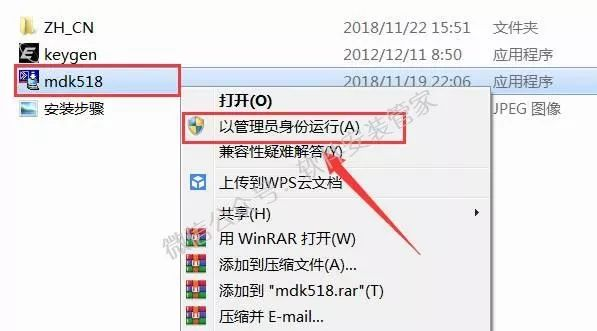 ZH_CN 2018/11/22 15:51 文件夹
keygen 2012/12/11 8:50 应用程序
mdk518 2018/11/19 22:06 应用程序
安装步骤 JPEG 图像
打开(O)
以管理员身份运行(A)
兼容性疑难解答(Y)
上传到WPS云文档
共享(H)
用 WinRAR 打开(W)
添加到压缩文件(A)...
添加到 "mdk518.rar"(T)
压缩并 E-mail...
微信公众号：软件安装管家